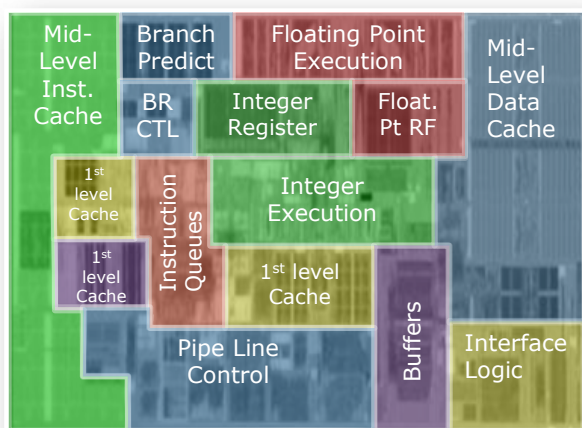 Mid-
Level
Inst.
Cache
Branch
Predict
Floating Point
Execution
Mid-
Level
Data
Cache
BR
CTL
Integer
Register
Float.
Pt RF
1st
level
Cache
Instruction
Queues
Integer
Execution
1st
level
Cache
1st level
Cache
Buffers
Pipe Line
Control
Interface
Logic